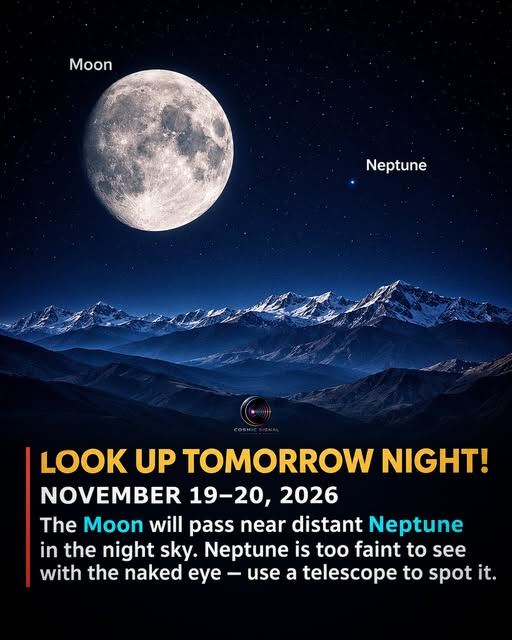 Moon
Neptune
COSMIC SIGNAL
LOOK UP TOMORROW NIGHT!
NOVEMBER 19–20, 2026
The Moon will pass near distant Neptune
in the night sky. Neptune is too faint to see
with the naked eye – use a telescope to spot it.